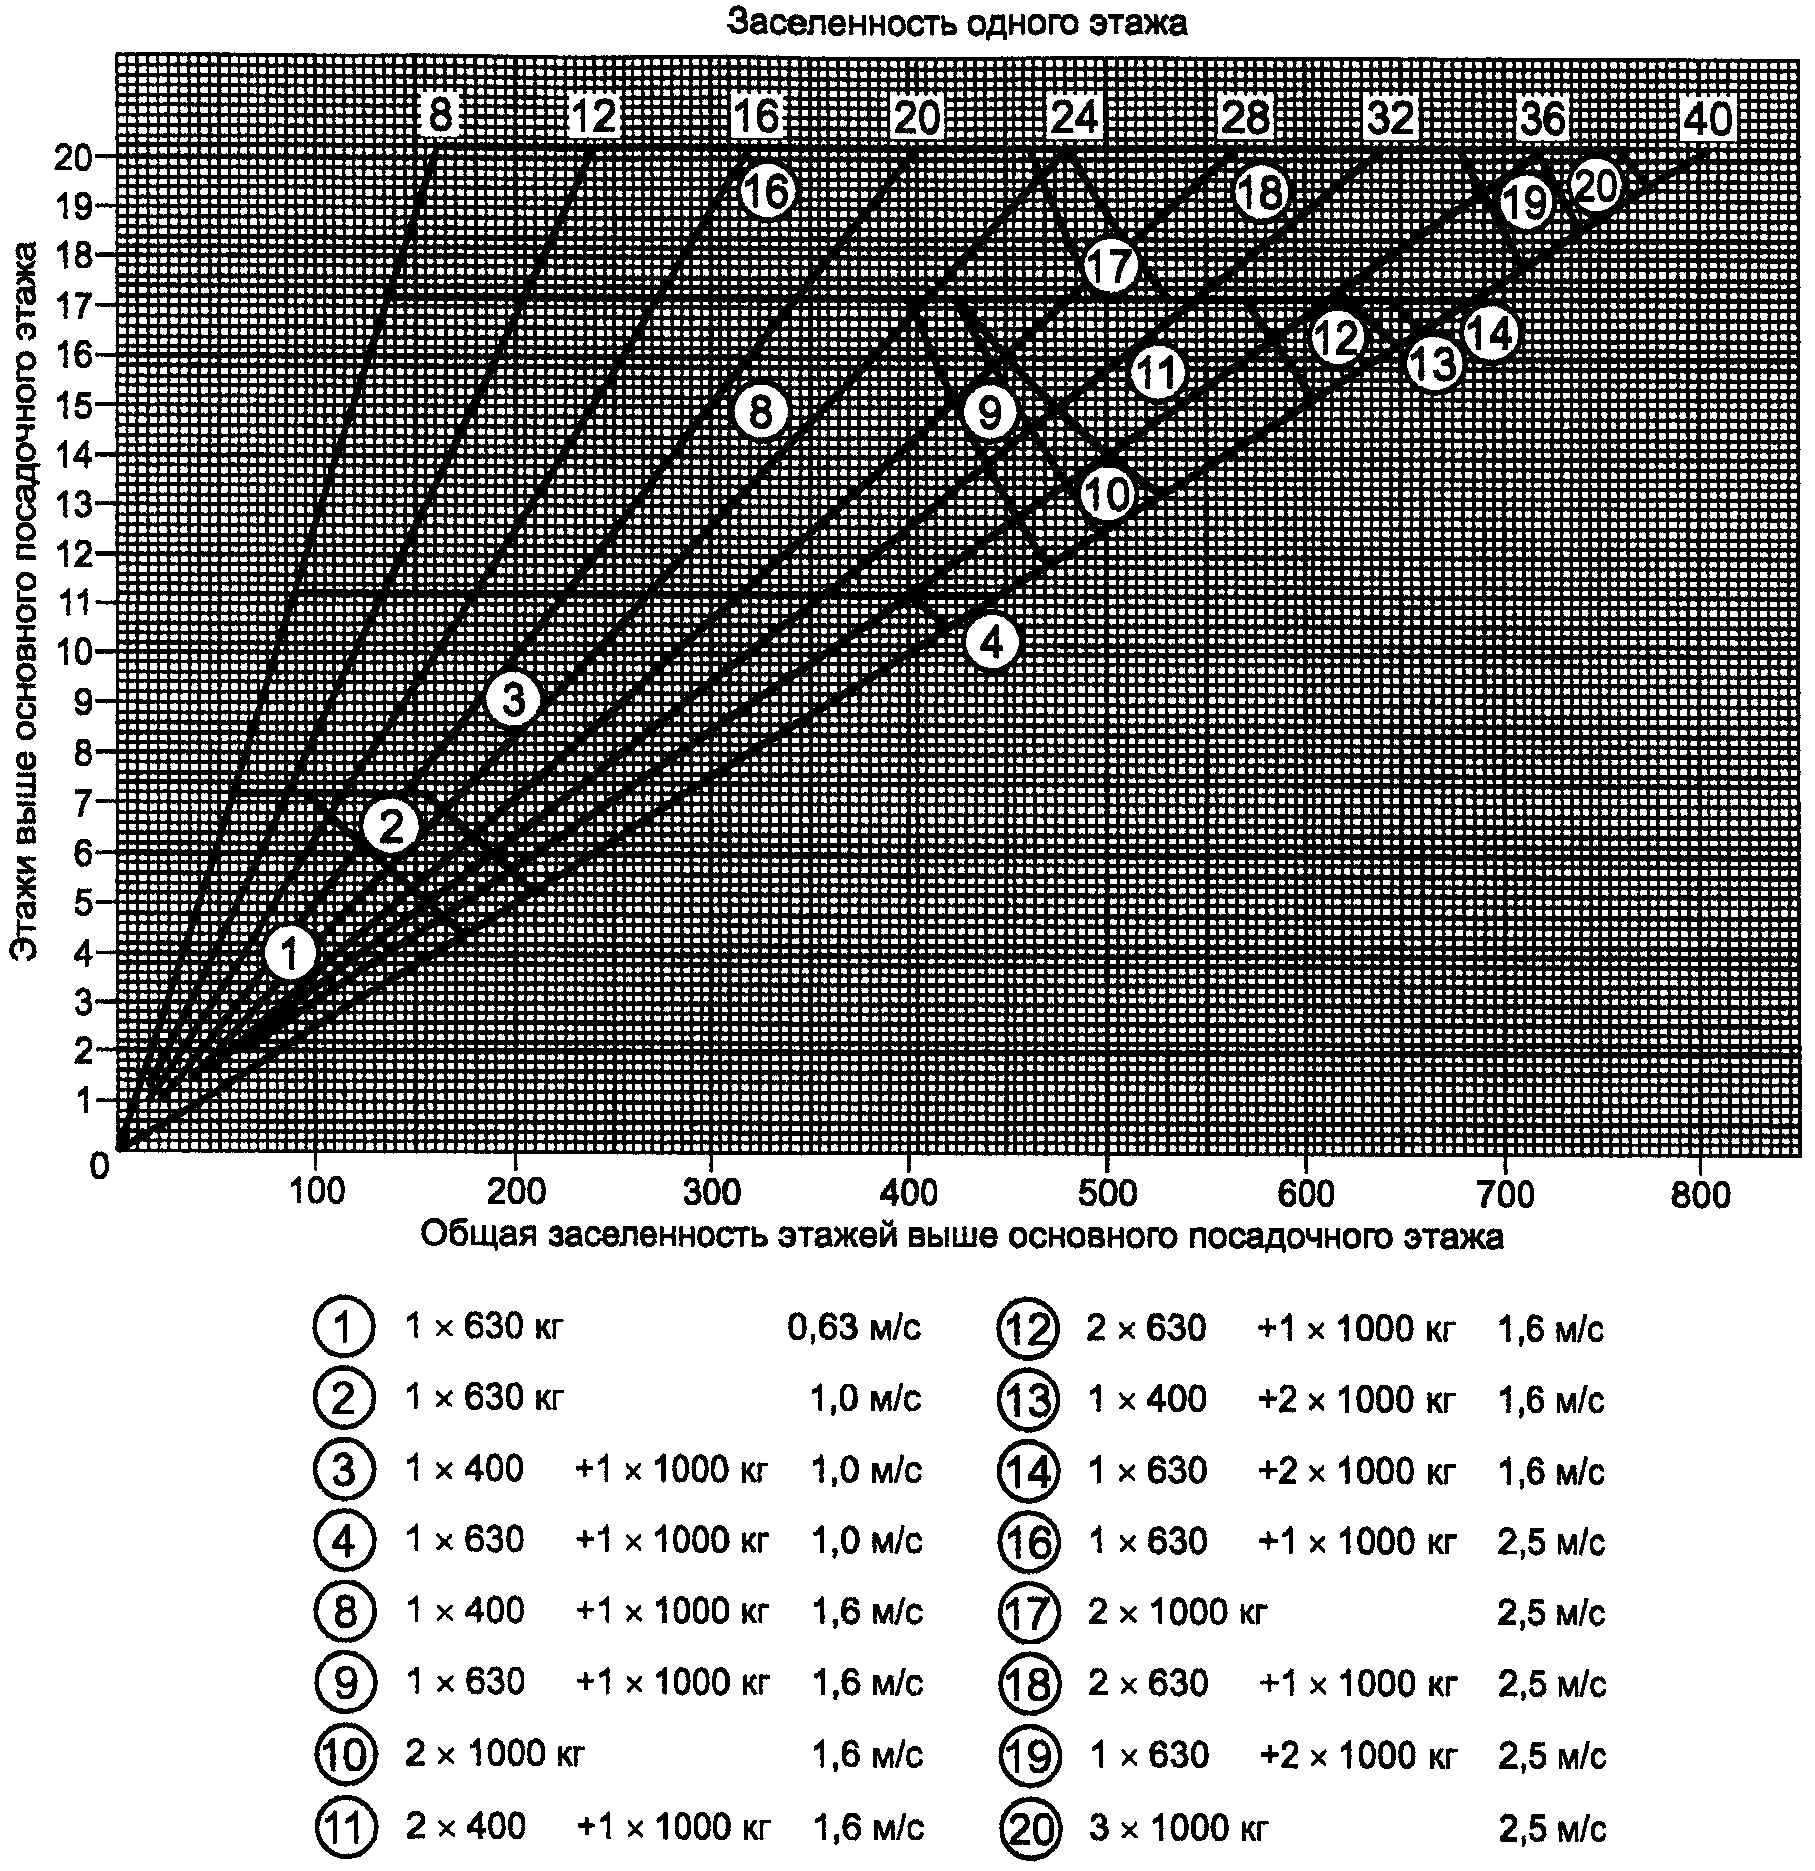 Заселенность одного этажа
8 12 16 20 24 28 32 36 40
Этажи выше основного посадочного этажа
20
19
18
17
16
15
14
13
12
11
10
9
8
7
6
5
4
3
2
1
0
16 18 19 20
17
12 14
11 13
8 9
10
4
3
2
1
100 200 300 400 500 600 700 800
Общая заселенность этажей выше основного посадочного этажа
1 1 × 630 кг 0,63 м/с
2 1 × 630 кг 1,0 м/с
3 1 × 400 +1 × 1000 кг 1,0 м/с
4 1 × 630 +1 × 1000 кг 1,0 м/с
8 1 × 400 +1 × 1000 кг 1,6 м/с
9 1 × 630 +1 × 1000 кг 1,6 м/с
10 2 × 1000 кг 1,6 м/с
11 2 × 400 +1 × 1000 кг 1,6 м/с
12 2 × 630 +1 × 1000 кг 1,6 м/с
13 1 × 400 +2 × 1000 кг 1,6 м/с
14 1 × 630 +2 × 1000 кг 1,6 м/с
16 1 × 630 +1 × 1000 кг 2,5 м/с
17 2 × 1000 кг 2,5 м/с
18 2 × 630 +1 × 1000 кг 2,5 м/с
19 1 × 630 +2 × 1000 кг 2,5 м/с
20 3 × 1000 кг 2,5 м/с